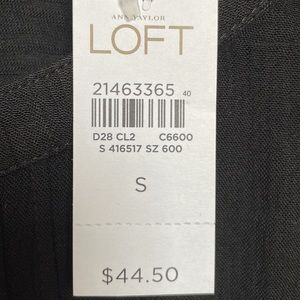 ANN TAYLOR
LOFT
21463365 40
D28 CL2 C6600
S 416517 SZ 600
S
$44.50